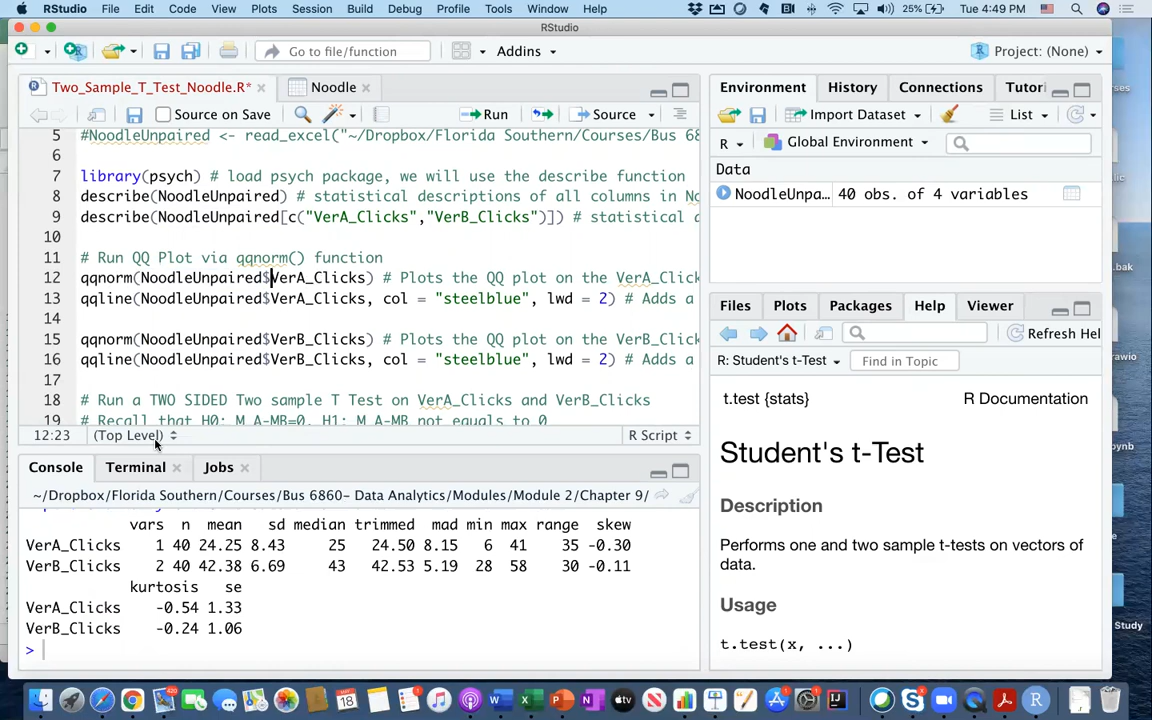 RStudio File Edit Code View Plots Session Build Debug Profile Tools Window Help 25% Tue 4:49 PM
RStudio
Go to file/function Addins Project: (None)
Two_Sample_T_Test_Noodle.R* Noodle
Source on Save Run Source
5 #NoodleUnpaired <- read_excel("~/Dropbox/Florida Southern/Courses/Bus 68
6
7 library(psych) # load psych package, we will use the describe function
8 describe(NoodleUnpaired) # statistical descriptions of all columns in No
9 describe(NoodleUnpaired[c("VerA_Clicks","VerB_Clicks")]) # statistical d
10
11 # Run QQ Plot via qqnorm() function
12 qqnorm(NoodleUnpaired$VerA_Clicks) # Plots the QQ plot on the VerA_Click
13 qqline(NoodleUnpaired$VerA_Clicks, col = "steelblue", lwd = 2) # Adds a
14
15 qqnorm(NoodleUnpaired$VerB_Clicks) # Plots the QQ plot on the VerB_Click
16 qqline(NoodleUnpaired$VerB_Clicks, col = "steelblue", lwd = 2) # Adds a
17
18 # Run a TWO SIDED Two sample T Test on VerA_Clicks and VerB_Clicks
19 # Recall that H0: M A-MB=0, H1: M A-MB not equals to 0
12:23 (Top Level) R Script
Console Terminal Jobs
~/Dropbox/Florida Southern/Courses/Bus 6860- Data Analytics/Modules/Module 2/Chapter 9/
vars n mean sd median trimmed mad min max range skew
VerA_Clicks 1 40 24.25 8.43 25 24.50 8.15 6 41 35 -0.30
VerB_Clicks 2 40 42.38 6.69 43 42.53 5.19 28 58 30 -0.11
kurtosis se
VerA_Clicks -0.54 1.33
VerB_Clicks -0.24 1.06
>
Environment History Connections Tutori
Import Dataset List
R Global Environment
Data
NoodleUnpa… 40 obs. of 4 variables
Files Plots Packages Help Viewer
Refresh Hel
R: Student's t-Test Find in Topic
t.test {stats} R Documentation
Student's t-Test
Description
Performs one and two sample t-tests on vectors of
data.
Usage
t.test(x, ...)
rses
.bak
rawio
ynb
Study